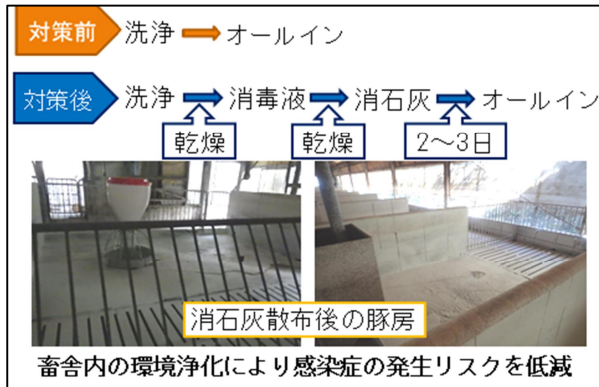 対策前 洗浄 オールイン
対策後 洗浄 消毒液 消石灰 オールイン
乾燥 乾燥 2~3日
消石灰散布後の豚房
畜舎内の環境浄化により感染症の発生リスクを低減